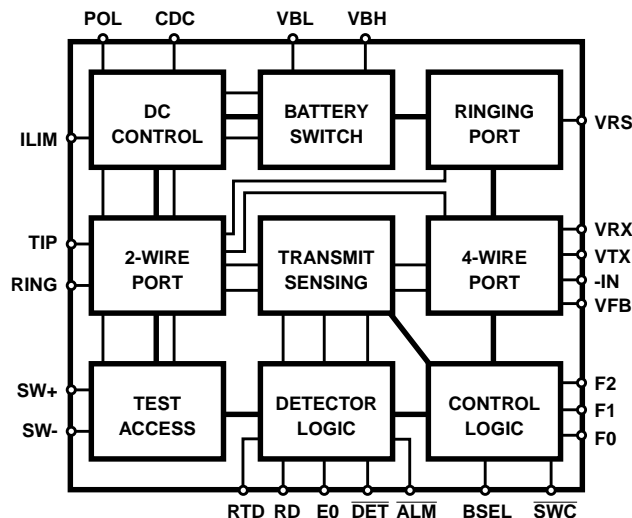 POL CDC VBL VBH
DC CONTROL
BATTERY SWITCH
RINGING PORT
ILIM
VRS
TIP
RING
2-WIRE PORT
TRANSMIT SENSING
4-WIRE PORT
VRX
VTX
-IN
VFB
SW+
SW-
TEST ACCESS
DETECTOR LOGIC
CONTROL LOGIC
F2
F1
F0
RTD RD E0 DET ALM BSEL SWC